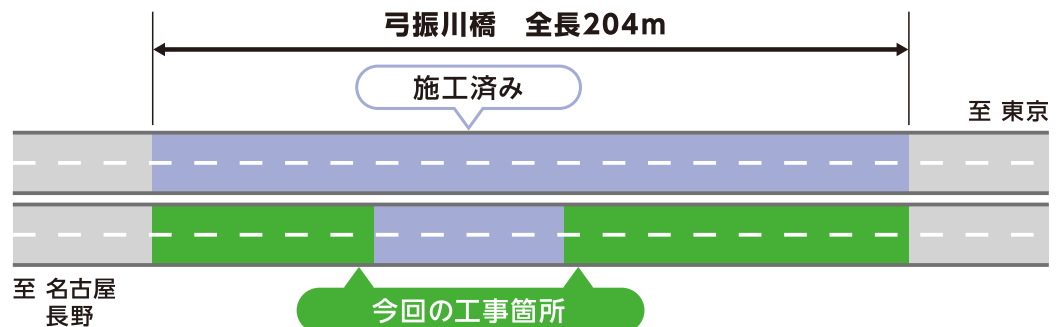 弓振川橋　全長204m
施工済み
至 東京
至 名古屋
長野
今回の工事箇所